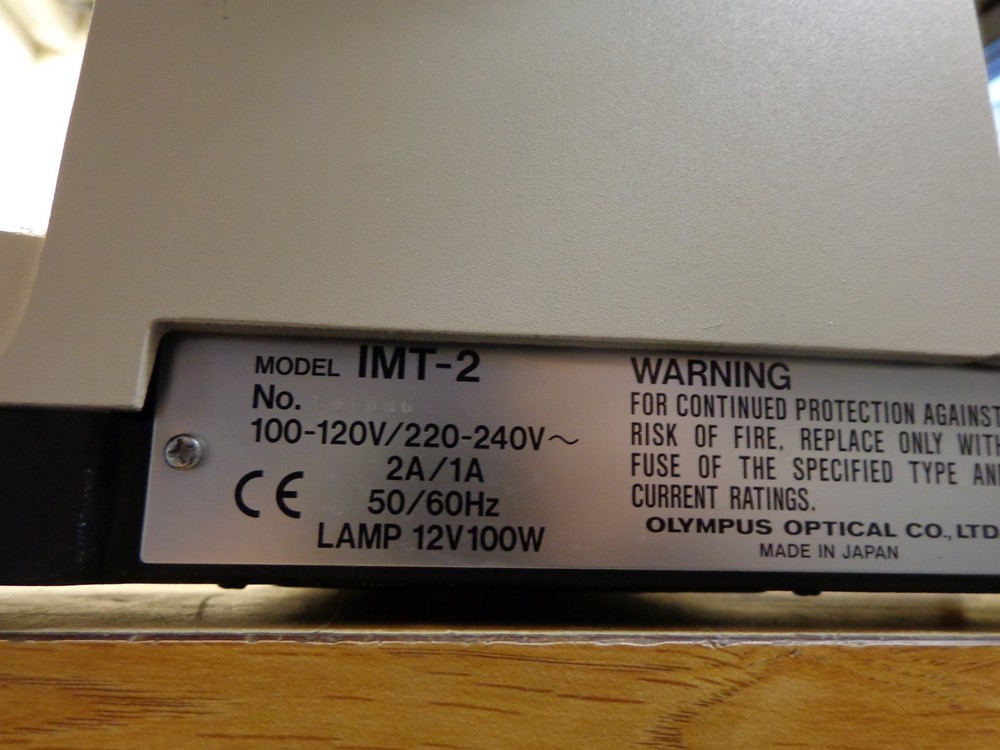 MODEL IMT-2
No.
100-120V/220-240V~
2A/1A
CE 50/60Hz
LAMP 12V100W
WARNING
FOR CONTINUED PROTECTION AGAINST
RISK OF FIRE, REPLACE ONLY WITH
FUSE OF THE SPECIFIED TYPE AND
CURRENT RATINGS.
OLYMPUS OPTICAL CO., LTD
MADE IN JAPAN